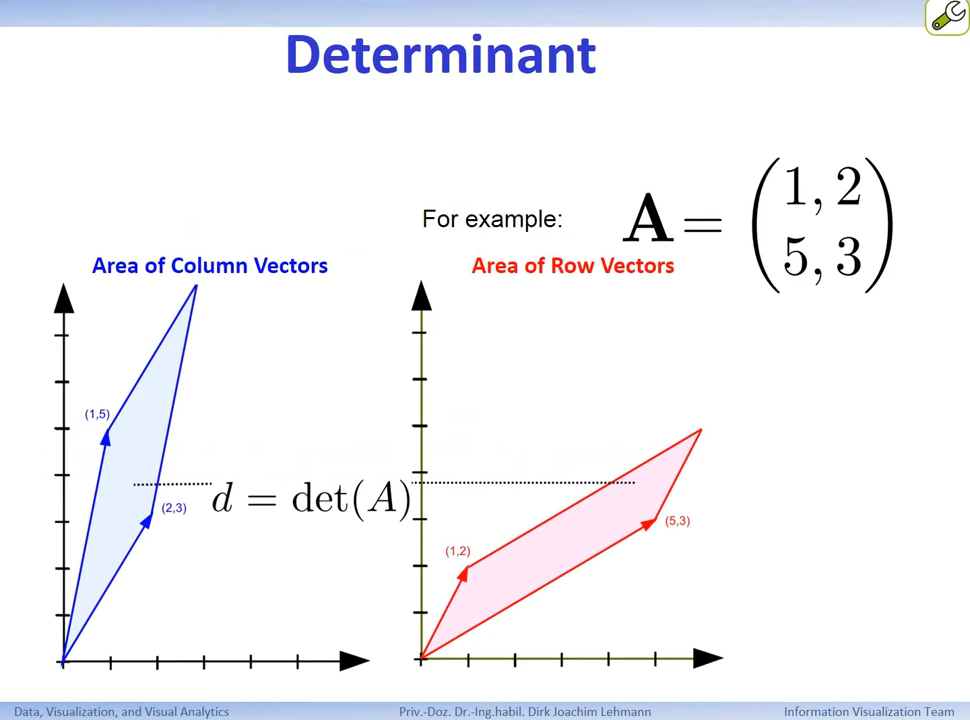 Determinant
For example:
A = (1, 2
5, 3)
Area of Column Vectors
Area of Row Vectors
(1,5)
(2,3)
d = det(A)
(1,2)
(5,3)
Data, Visualization, and Visual Analytics
Priv.-Doz. Dr.-Ing.habil. Dirk Joachim Lehmann
Information Visualization Team